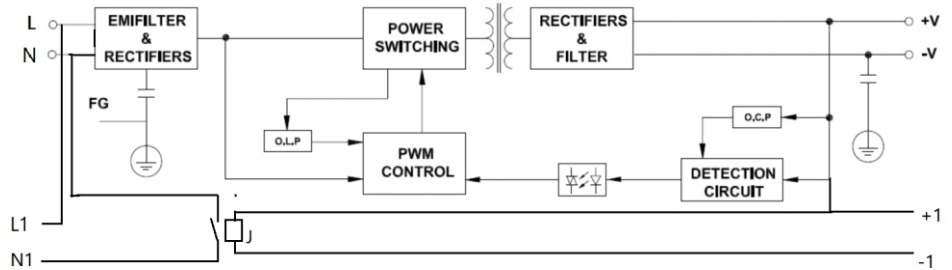 L
N
EMIFILTER
&
RECTIFIERS
POWER
SWITCHING
RECTIFIERS
&
FILTER
+V
-V
FG
O,L,P
PWM
CONTROL
O,C,P
DETECTION
CIRCUIT
L1
N1
J
+1
-1